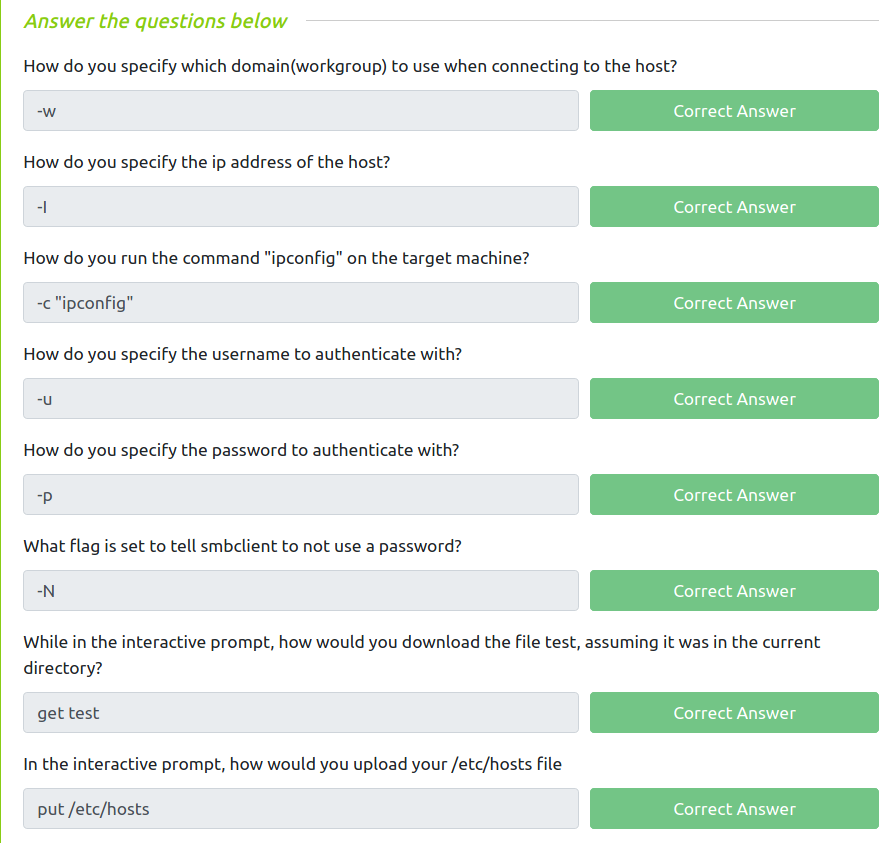 Answer the questions below
How do you specify which domain(workgroup) to use when connecting to the host?
-w
Correct Answer
How do you specify the ip address of the host?
-I
Correct Answer
How do you run the command "ipconfig" on the target machine?
-c "ipconfig"
Correct Answer
How do you specify the username to authenticate with?
-u
Correct Answer
How do you specify the password to authenticate with?
-p
Correct Answer
What flag is set to tell smbclient to not use a password?
-N
Correct Answer
While in the interactive prompt, how would you download the file test, assuming it was in the current
directory?
get test
Correct Answer
In the interactive prompt, how would you upload your /etc/hosts file
put /etc/hosts
Correct Answer